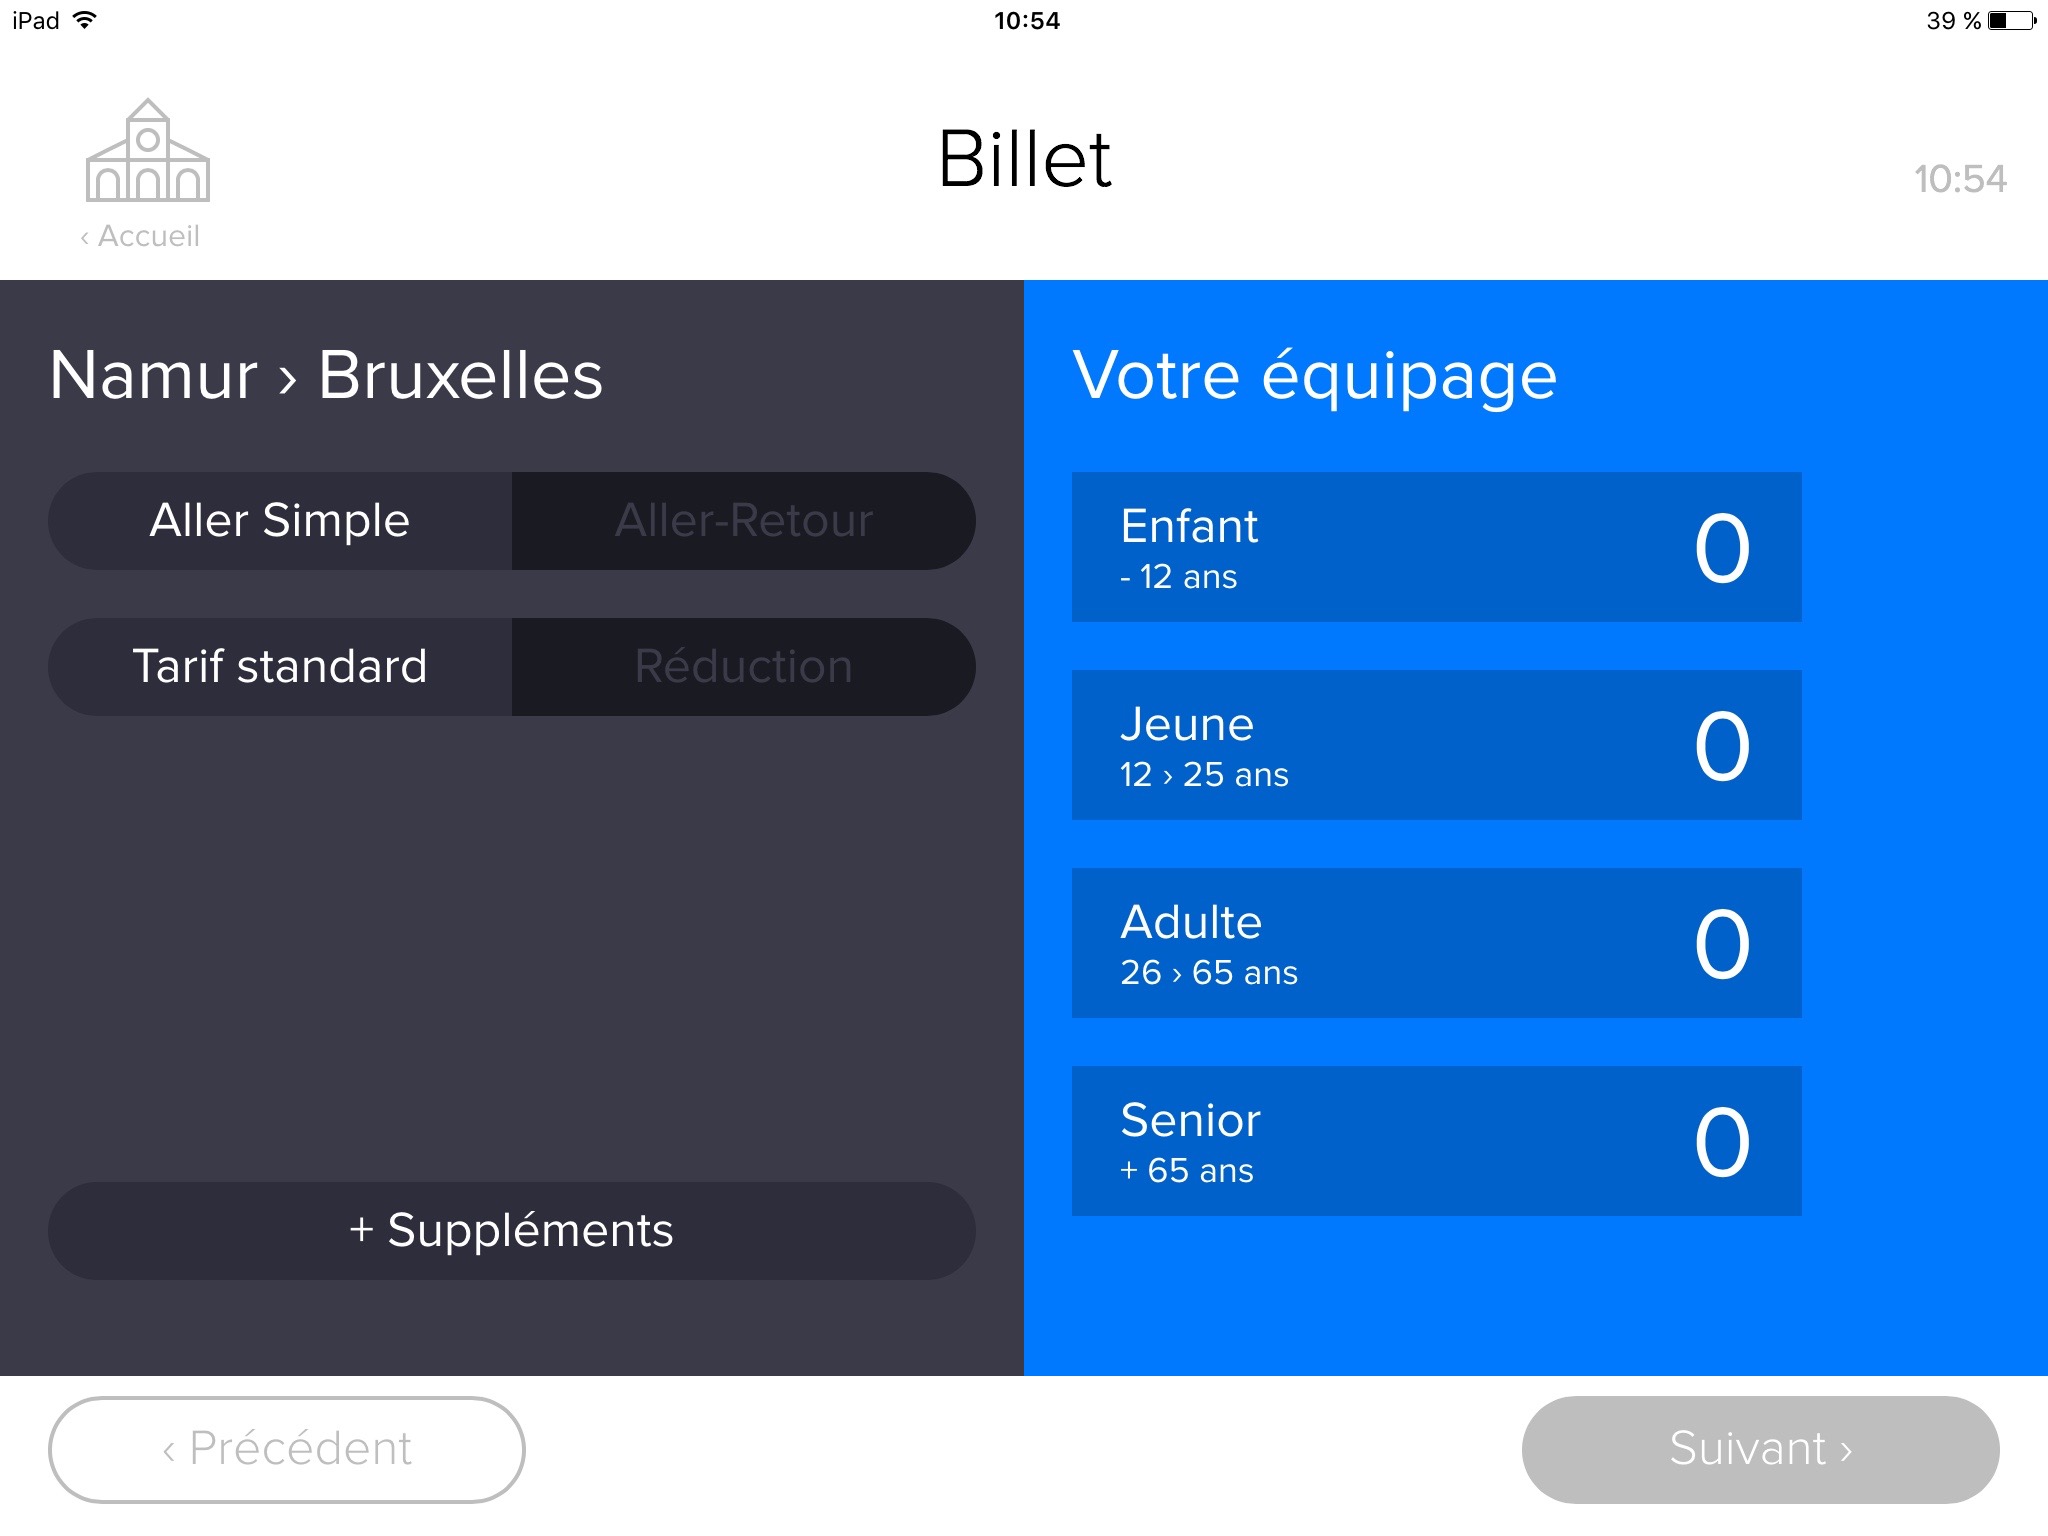 iPad 10:54 39 %
Billet
10:54
‹ Accueil
Namur › Bruxelles
Aller Simple Aller-Retour
Tarif standard Réduction
+ Suppléments
Votre équipage
Enfant 0
- 12 ans
Jeune 0
12 › 25 ans
Adulte 0
26 › 65 ans
Senior 0
+ 65 ans
‹ Précédent Suivant ›